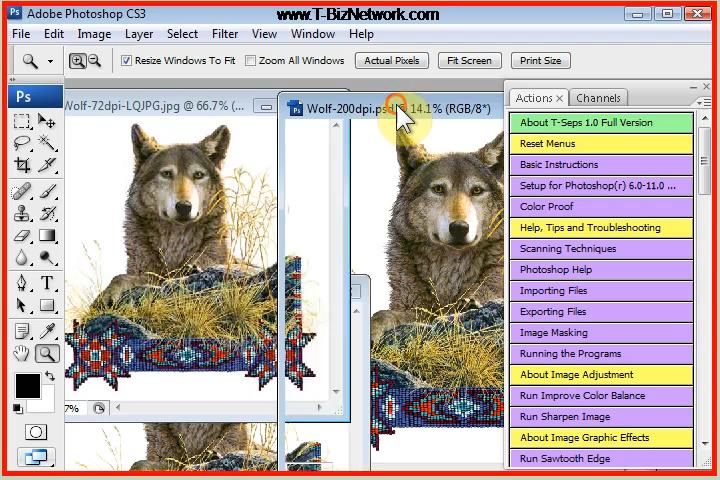 www.T-BizNetwork.com
Ps Adobe Photoshop CS3
File Edit Image Layer Select Filter View Window Help
Resize Windows To Fit Zoom All Windows Actual Pixels Fit Screen Print Size
Ps
Wolf-72dpi-LQJPG.jpg @ 66.7% (...
Wolf-200dpi.psd @ 14.1% (RGB/8*)
7%
Actions × Channels
About T-Seps 1.0 Full Version
Reset Menus
Basic Instructions
Setup for Photoshop(r) 6.0-11.0 ...
Color Proof
Help, Tips and Troubleshooting
Scanning Techniques
Photoshop Help
Importing Files
Exporting Files
Image Masking
Running the Programs
About Image Adjustment
Run Improve Color Balance
Run Sharpen Image
About Image Graphic Effects
Run Sawtooth Edge